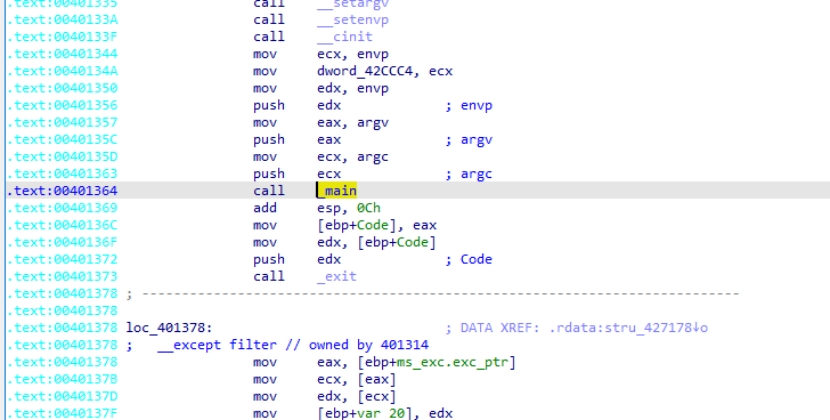 .text:00401335 call __setargv
.text:0040133A call __setenvp
.text:0040133F call __cinit
.text:00401344 mov ecx, envp
.text:0040134A mov dword_42CCC4, ecx
.text:00401350 mov edx, envp
.text:00401356 push edx ; envp
.text:00401357 mov eax, argv
.text:0040135C push eax ; argv
.text:0040135D mov ecx, argc
.text:00401363 push ecx ; argc
.text:00401364 call _main
.text:00401369 add esp, 0Ch
.text:0040136C mov [ebp+Code], eax
.text:0040136F mov edx, [ebp+Code]
.text:00401372 push edx ; Code
.text:00401373 call _exit
.text:00401378 ; ---------------------------------------------------------------------------
.text:00401378
.text:00401378 loc_401378: ; DATA XREF: .rdata:stru_427178↓o
.text:00401378 ; __except filter // owned by 401314
.text:00401378 mov eax, [ebp+ms_exc.exc_ptr]
.text:0040137B mov ecx, [eax]
.text:0040137D mov edx, [ecx]
.text:0040137F mov [ebp+var_20], edx